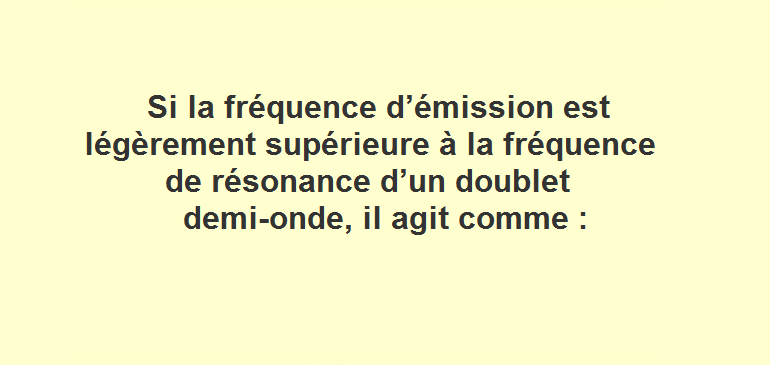 Si la fréquence d’émission est
légèrement supérieure à la fréquence
de résonance d’un doublet
demi-onde, il agit comme :